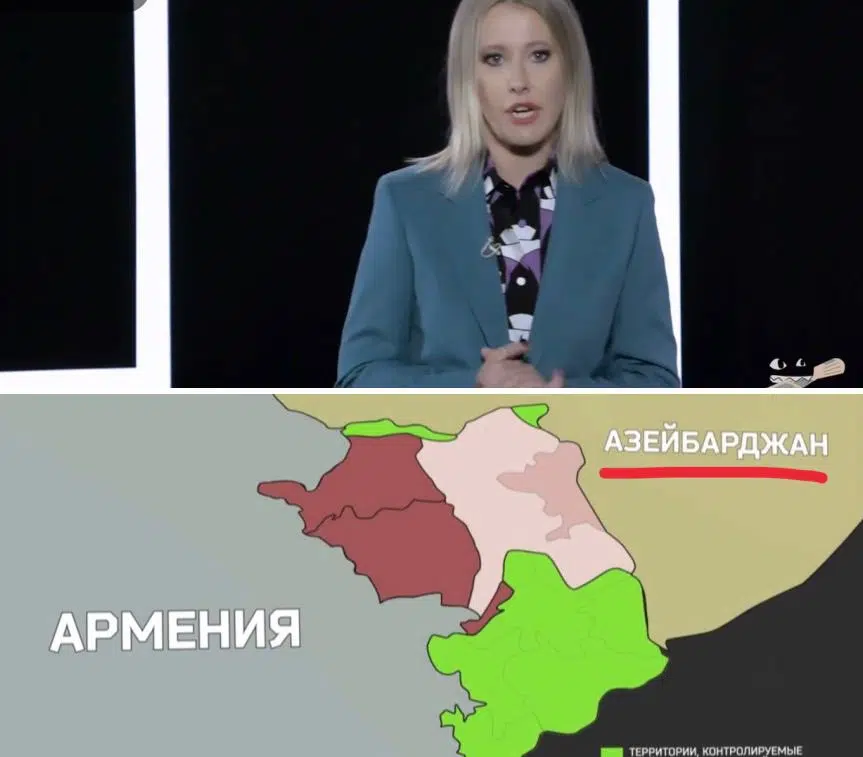 АЗЕЙБАРДЖАН
АРМЕНИЯ
ТЕРРИТОРИИ, КОНТРОЛИРУЕМЫЕ